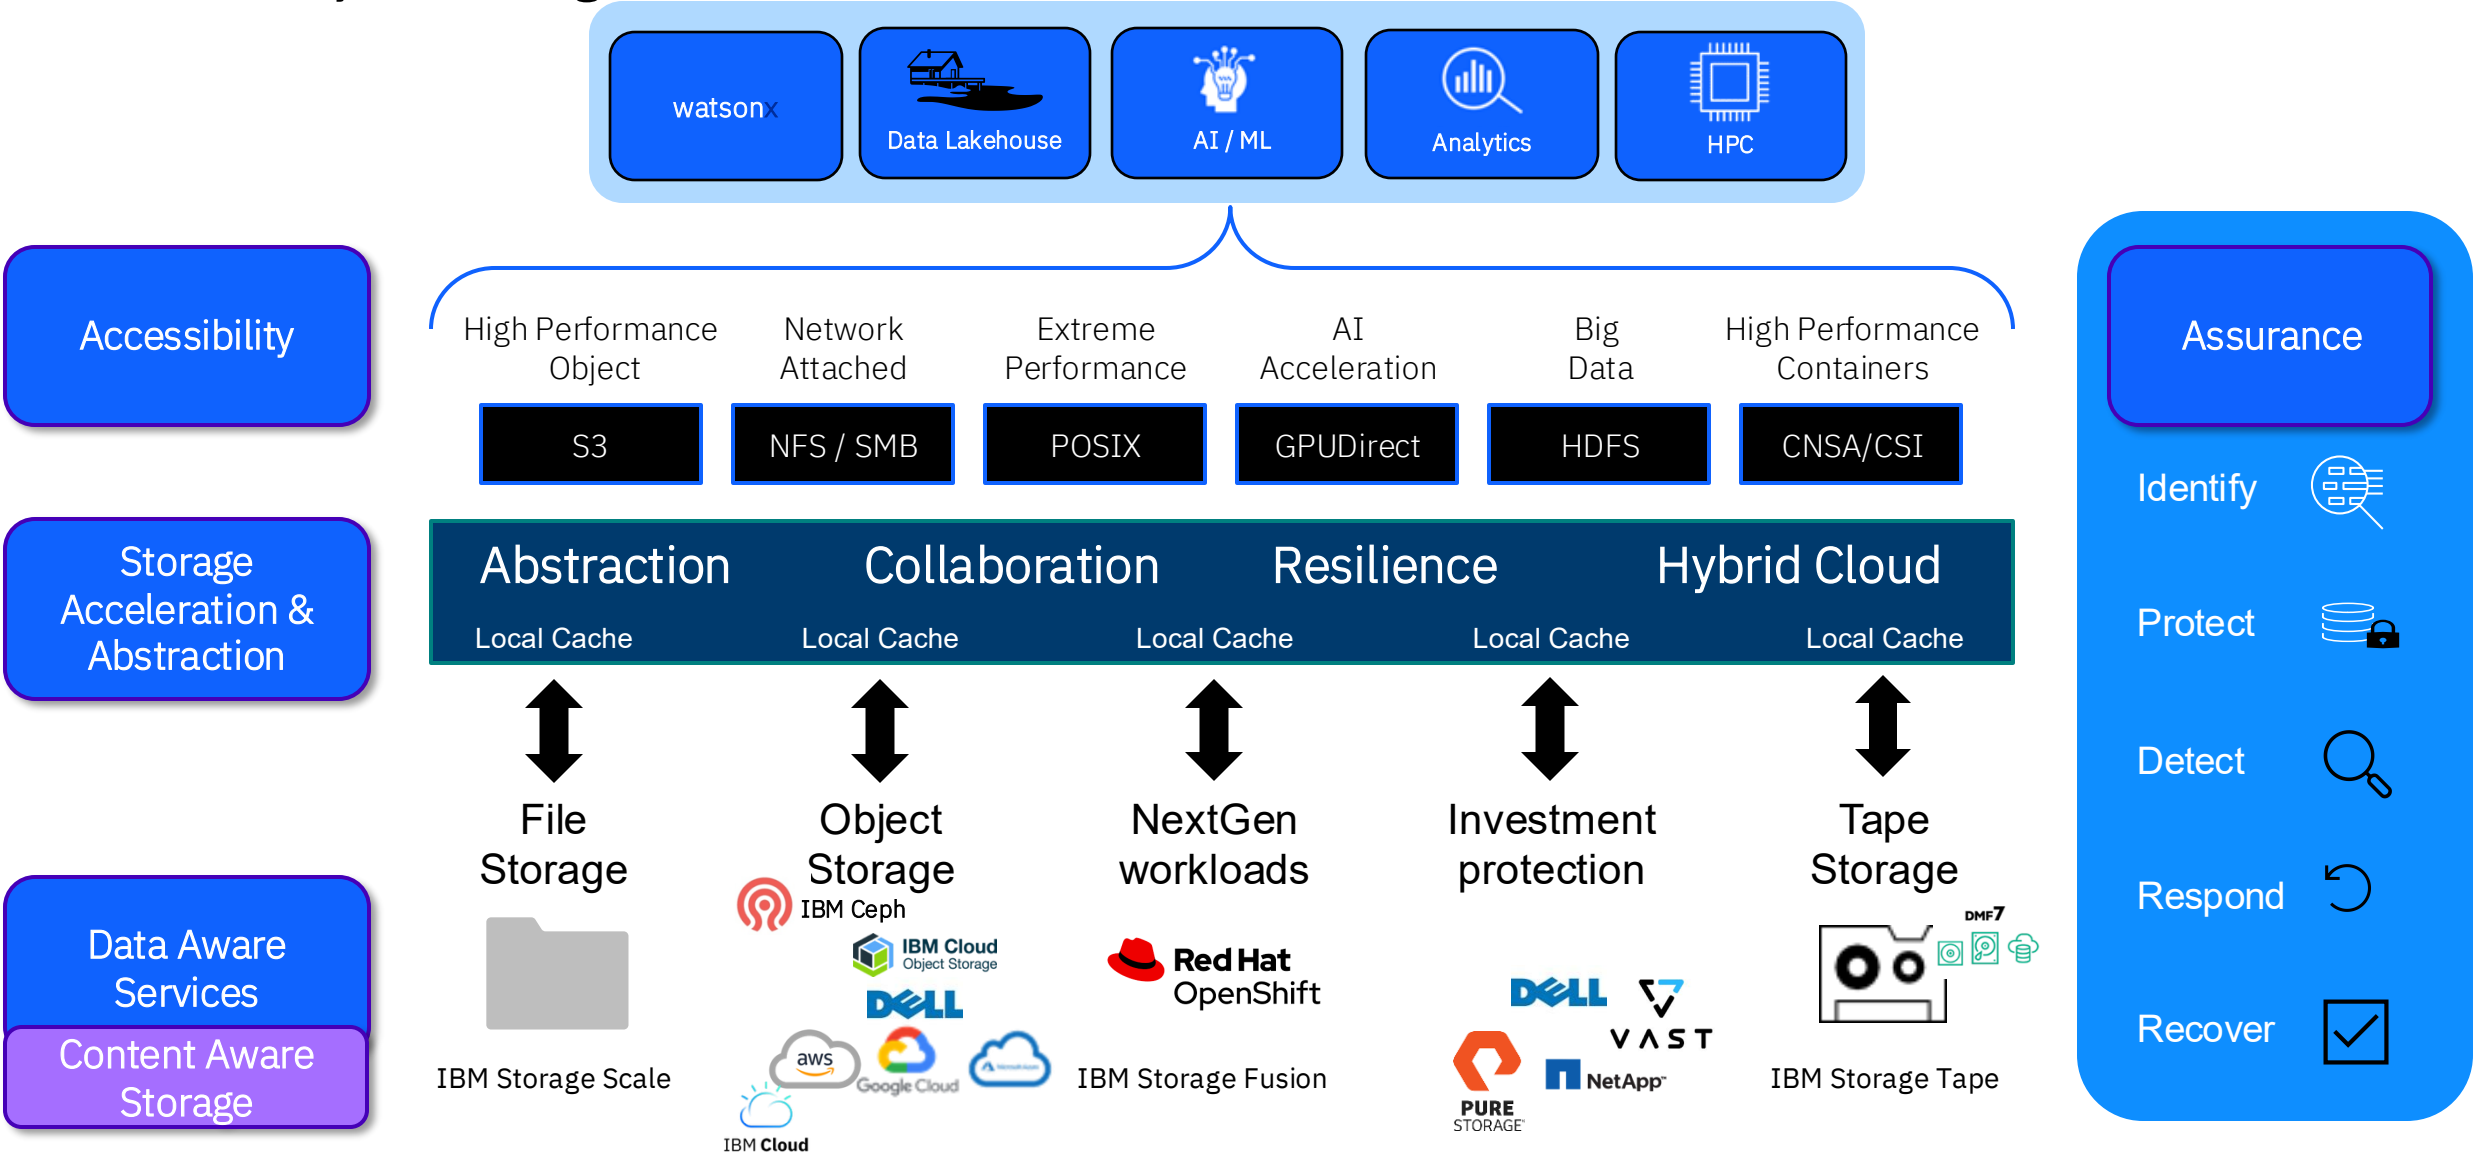 watsonx
Data Lakehouse
AI / ML
Analytics
HPC
Accessibility
High Performance
Object
Network
Attached
Extreme
Performance
AI
Acceleration
Big
Data
High Performance
Containers
S3
NFS / SMB
POSIX
GPUDirect
HDFS
CNSA/CSI
Storage
Acceleration &
Abstraction
Abstraction
Collaboration
Resilience
Hybrid Cloud
Local Cache
Local Cache
Local Cache
Local Cache
Local Cache
Data Aware
Services
Content Aware
Storage
File
Storage
IBM Storage Scale
Object
Storage
IBM Ceph
IBM Cloud
Object Storage
DELL
aws
Google Cloud
Microsoft Azure
IBM Cloud
NextGen
workloads
Red Hat
OpenShift
IBM Storage Fusion
Investment
protection
DELL
VAST
PURE
STORAGE
NetApp™
Tape
Storage
DMF7
IBM Storage Tape
Assurance
Identify
Protect
Detect
Respond
Recover